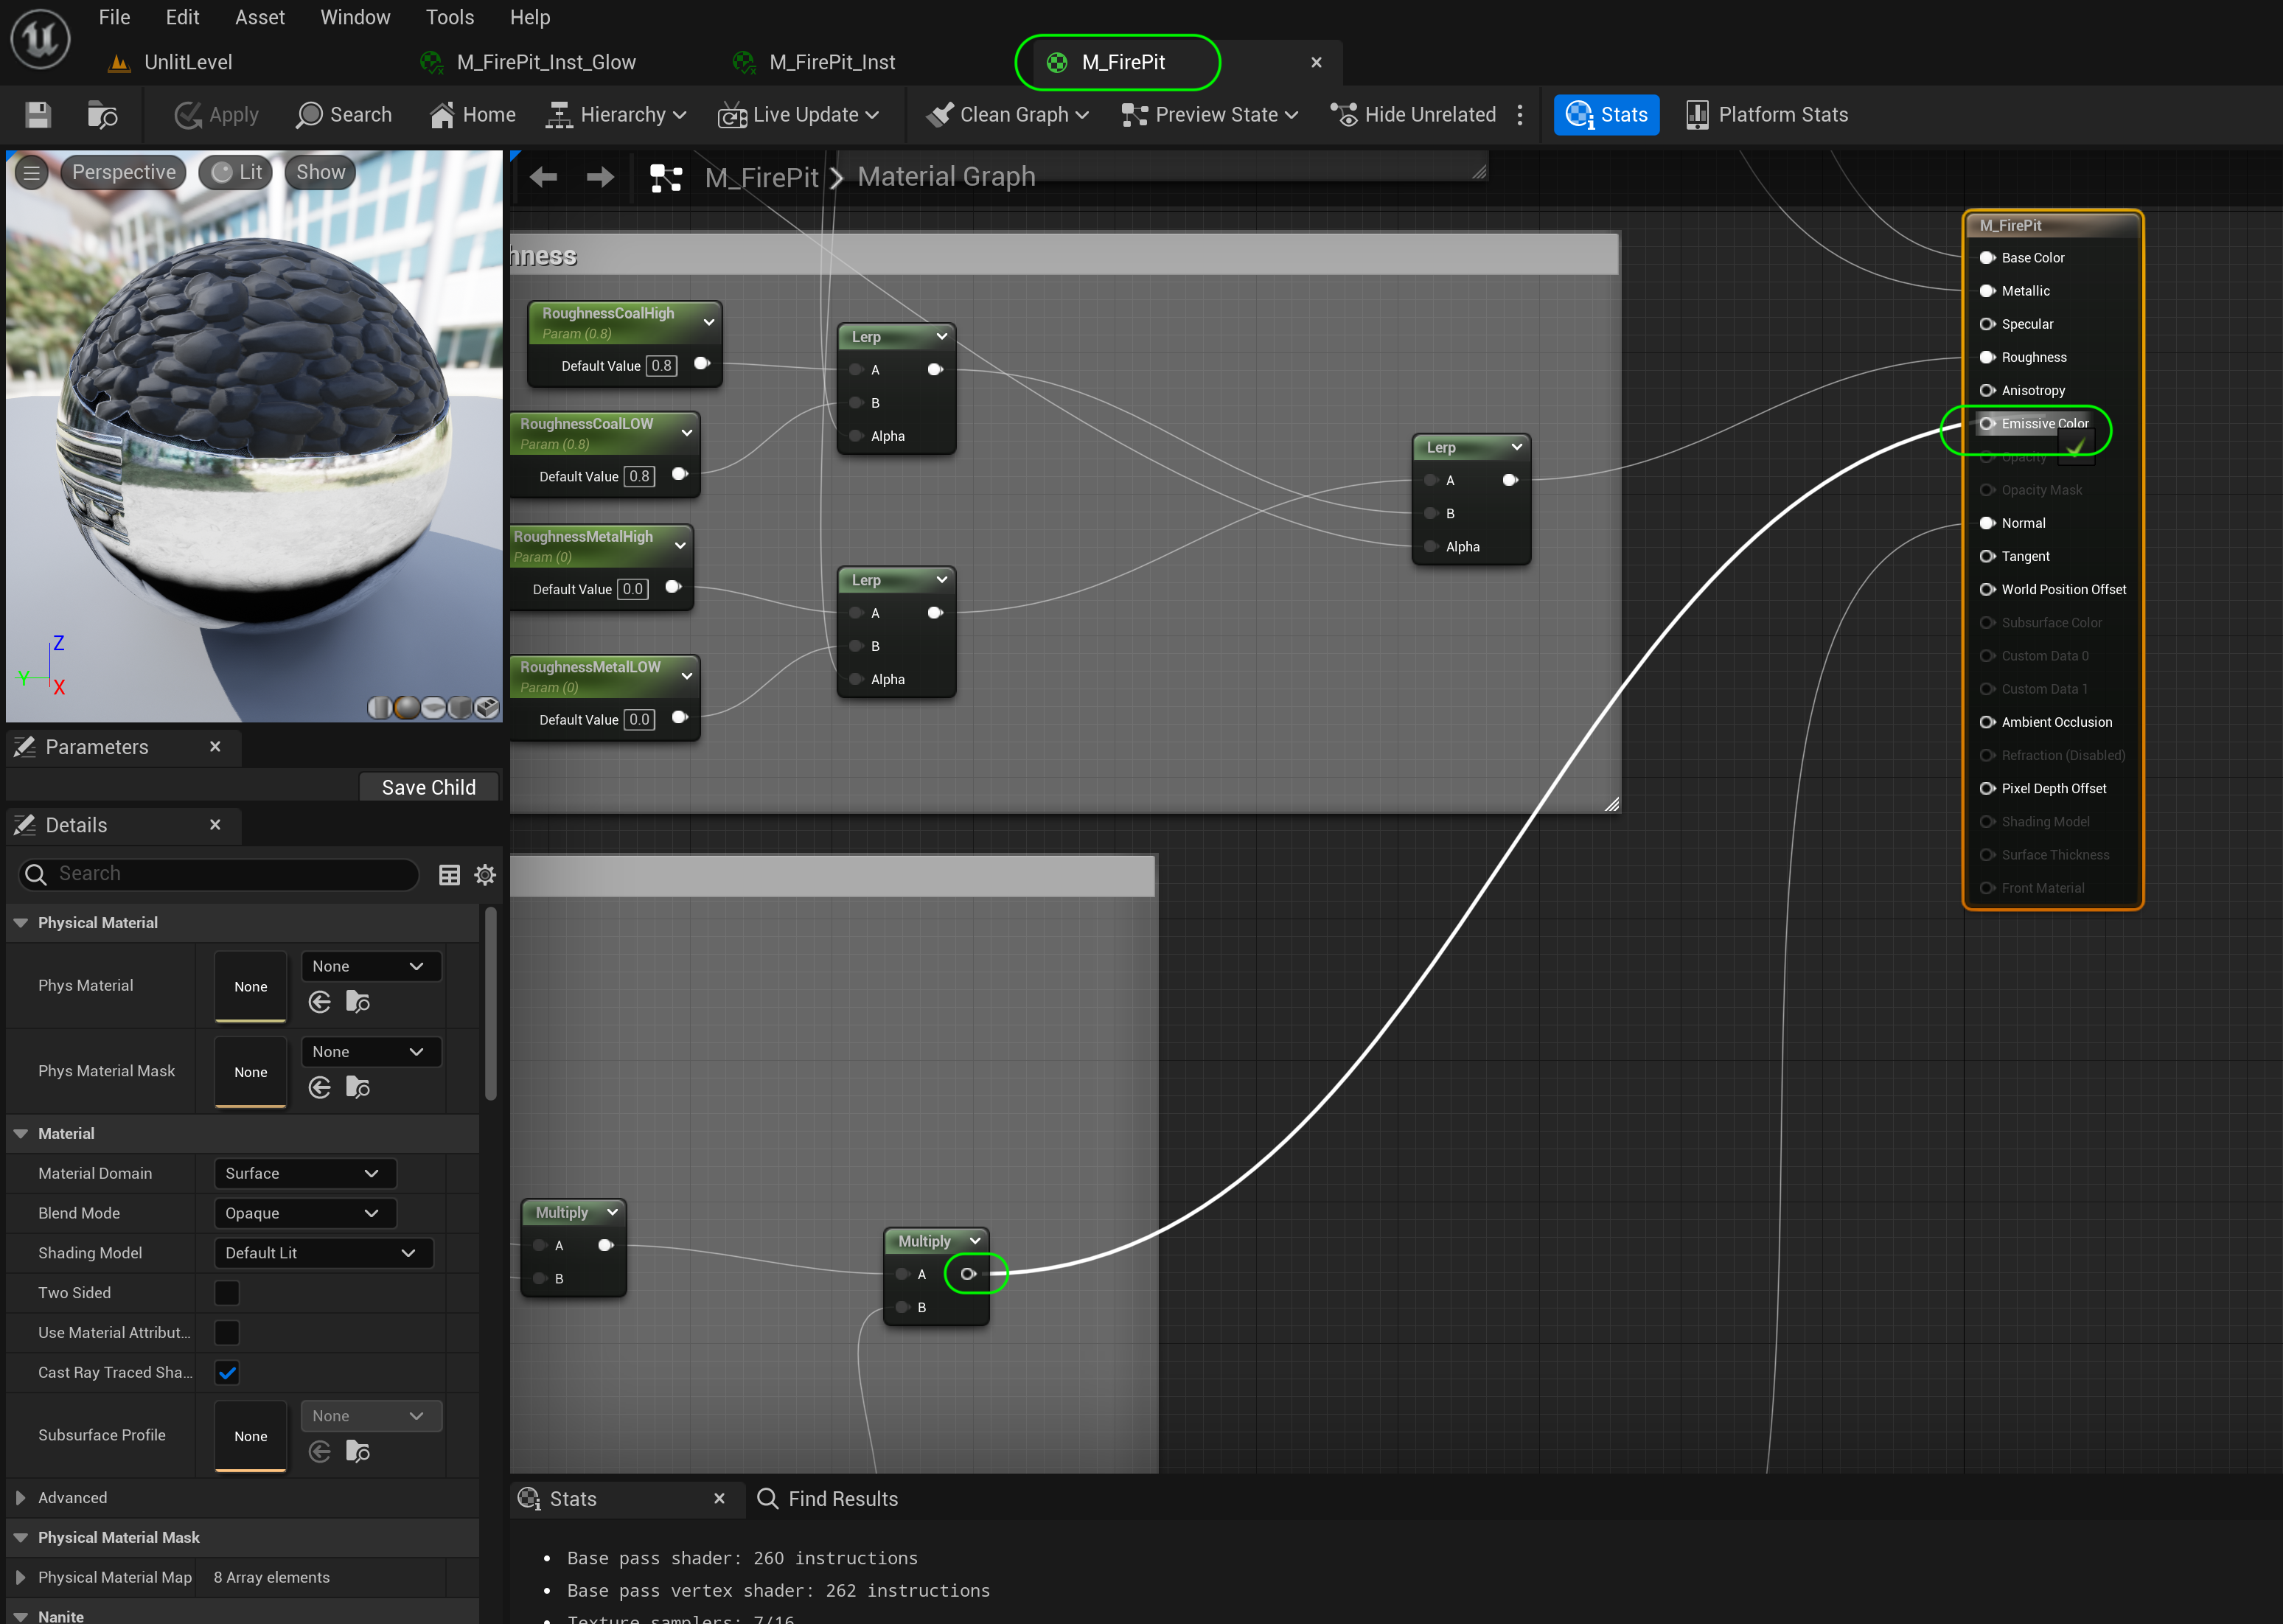 File Edit Asset Window Tools Help
UnlitLevel M_FirePit_Inst_Glow M_FirePit_Inst M_FirePit
Apply Search Home Hierarchy Live Update Clean Graph Preview State Hide Unrelated Stats Platform Stats
Perspective Lit Show
M_FirePit Material Graph
hness
RoughnessCoalHigh
Param (0.8)
Default Value 0.8
RoughnessCoalLOW
Param (0.8)
Default Value 0.8
RoughnessMetalHigh
Param (0)
Default Value 0.0
RoughnessMetalLOW
Param (0)
Default Value 0.0
Lerp
A
B
Alpha
Lerp
A
B
Alpha
Lerp
A
B
Alpha
M_FirePit
Base Color
Metallic
Specular
Roughness
Anisotropy
Emissive Color
Opacity
Opacity Mask
Normal
Tangent
World Position Offset
Subsurface Color
Custom Data 0
Custom Data 1
Ambient Occlusion
Refraction (Disabled)
Pixel Depth Offset
Shading Model
Surface Thickness
Front Material
Z
Y
X
Parameters
Save Child
Details
Search
Physical Material
Phys Material None None
Phys Material Mask None None
Material
Material Domain Surface
Blend Mode Opaque
Shading Model Default Lit
Two Sided
Use Material Attribut...
Cast Ray Traced Sha...
Subsurface Profile None None
Advanced
Physical Material Mask
Physical Material Map 8 Array elements
Nanite
Multiply
A
B
Multiply
A
B
Stats Find Results
Base pass shader: 260 instructions
Base pass vertex shader: 262 instructions
Texture samplers: 7/16